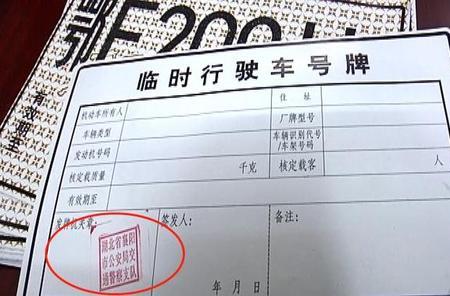 鄂F200
有效期至
临时行驶车号牌
机动车所有人 住址
车辆类型 厂牌型号
发动机号码 车辆识别代号/车架号码
核定载质量 千克 核定载客 人
有效期至
发牌机关章: 签发人: 备注:
湖北省襄阳
市公安局交
通警察支队
年 月 日